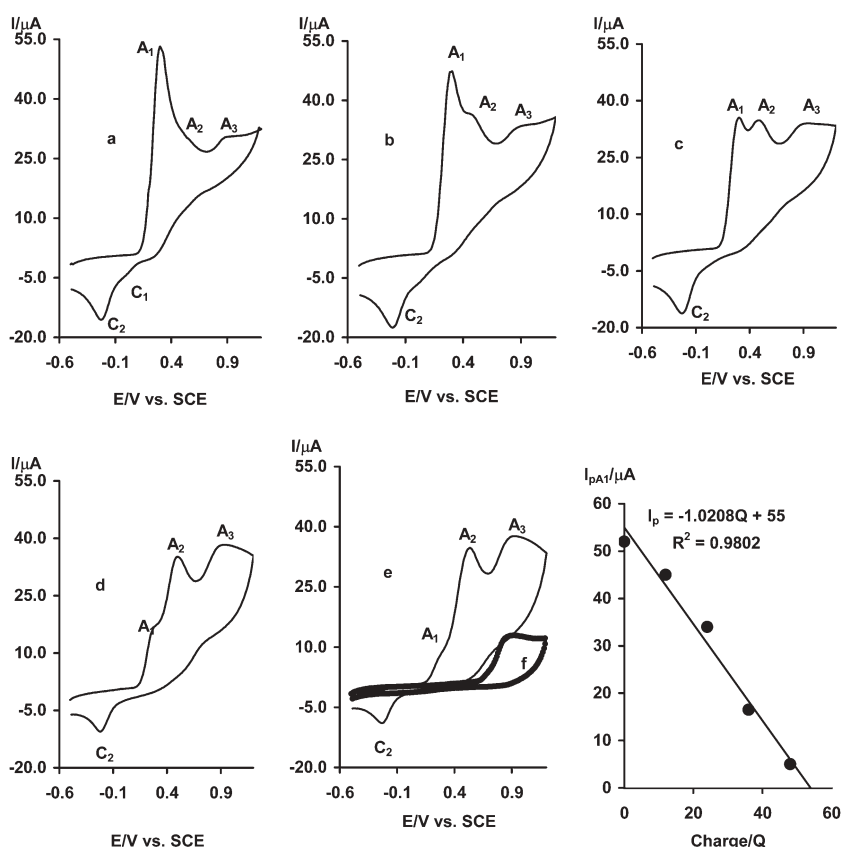 I/μA
55.0
40.0
25.0
10.0
-5.0
-20.0
-0.6
-0.1
0.4
0.9
E/V vs. SCE
a
A₁
A₂
A₃
C₁
C₂
I/μA
55.0
40.0
25.0
10.0
-5.0
-20.0
-0.6
-0.1
0.4
0.9
E/V vs. SCE
b
A₁
A₂
A₃
C₂
I/μA
55.0
40.0
25.0
10.0
-5.0
-20.0
-0.6
-0.1
0.4
0.9
E/V vs. SCE
c
A₁
A₂
A₃
C₂
I/μA
55.0
40.0
25.0
10.0
-5.0
-20.0
-0.6
-0.1
0.4
0.9
E/V vs. SCE
d
A₁
A₂
A₃
C₂
I/μA
55.0
40.0
25.0
10.0
-5.0
-20.0
-0.6
-0.1
0.4
0.9
E/V vs. SCE
e
A₁
A₂
A₃
f
C₂
IpA1/μA
60
50
40
30
20
10
0
0
20
40
60
Charge/Q
Ip = -1.0208Q + 55
R² = 0.9802